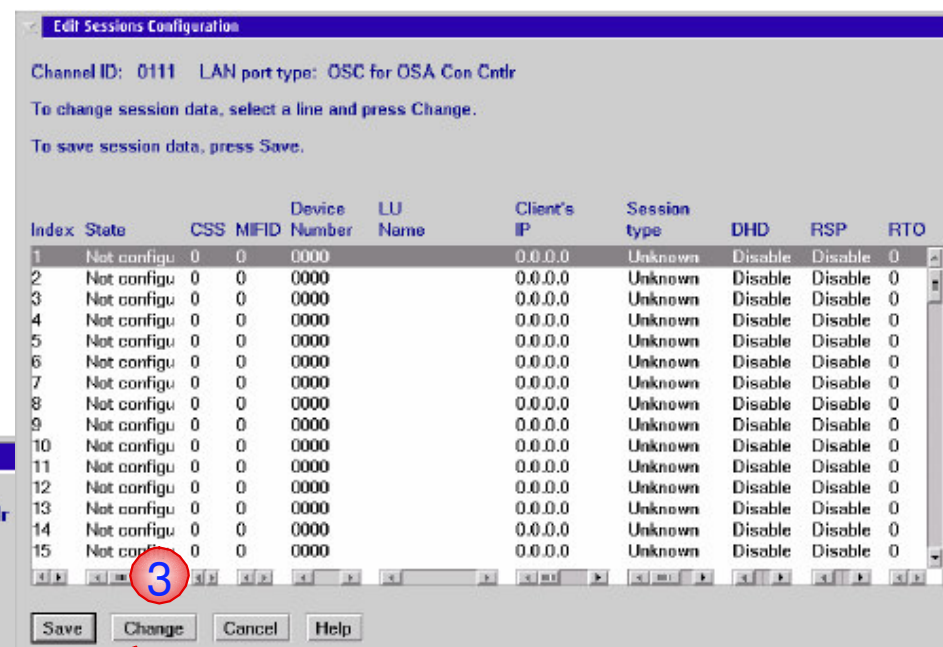 Edit Sessions Configuration
Channel ID: 0111 LAN port type: OSC for OSA Con Cntlr
To change session data, select a line and press Change.
To save session data, press Save.
Device LU Client's Session
Index State CSS MIFID Number Name IP type DHD RSP RTO
1 Not configu 0 0 0000 0.0.0.0 Unknown Disable Disable 0
2 Not configu 0 0 0000 0.0.0.0 Unknown Disable Disable 0
3 Not configu 0 0 0000 0.0.0.0 Unknown Disable Disable 0
4 Not configu 0 0 0000 0.0.0.0 Unknown Disable Disable 0
5 Not configu 0 0 0000 0.0.0.0 Unknown Disable Disable 0
6 Not configu 0 0 0000 0.0.0.0 Unknown Disable Disable 0
7 Not configu 0 0 0000 0.0.0.0 Unknown Disable Disable 0
8 Not configu 0 0 0000 0.0.0.0 Unknown Disable Disable 0
9 Not configu 0 0 0000 0.0.0.0 Unknown Disable Disable 0
10 Not configu 0 0 0000 0.0.0.0 Unknown Disable Disable 0
11 Not configu 0 0 0000 0.0.0.0 Unknown Disable Disable 0
12 Not configu 0 0 0000 0.0.0.0 Unknown Disable Disable 0
lr
13 Not configu 0 0 0000 0.0.0.0 Unknown Disable Disable 0
14 Not configu 0 0 0000 0.0.0.0 Unknown Disable Disable 0
15 Not configu 0 0 0000 0.0.0.0 Unknown Disable Disable 0
3
Save Change Cancel Help